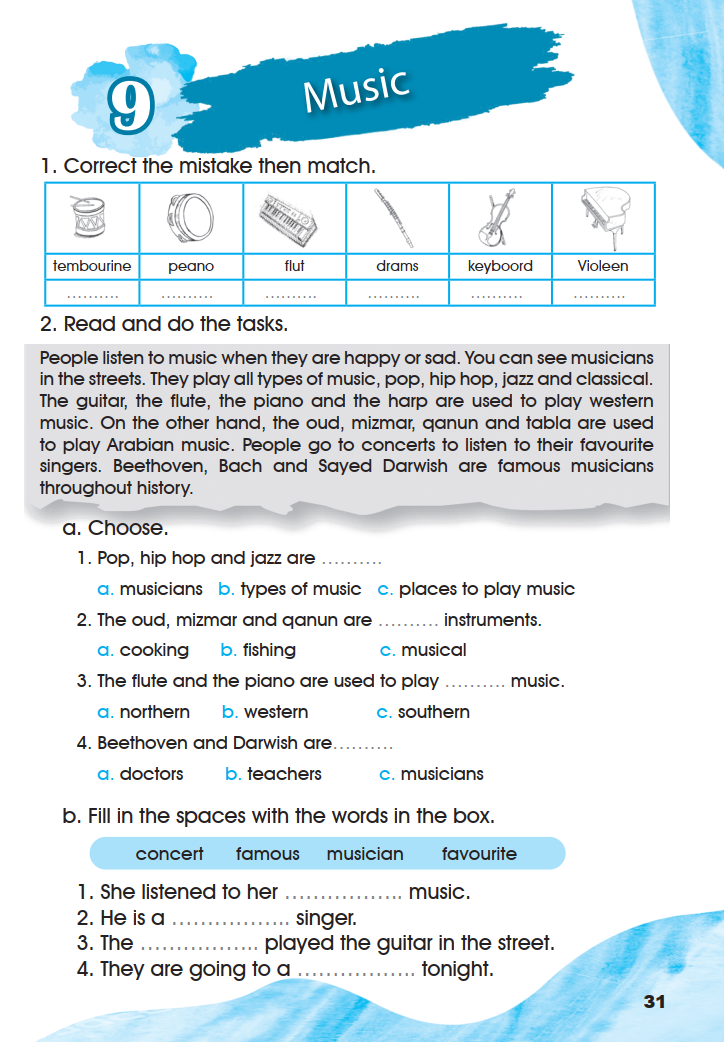 9
Music
1. Correct the mistake then match.
tembourine peano flut drams keyboord Violeen
.......... .......... .......... .......... .......... ..........
2. Read and do the tasks.
People listen to music when they are happy or sad. You can see musicians
in the streets. They play all types of music, pop, hip hop, jazz and classical.
The guitar, the flute, the piano and the harp are used to play western
music. On the other hand, the oud, mizmar, qanun and tabla are used
to play Arabian music. People go to concerts to listen to their favourite
singers. Beethoven, Bach and Sayed Darwish are famous musicians
throughout history.
a. Choose.
1. Pop, hip hop and jazz are ..........
a. musicians b. types of music c. places to play music
2. The oud, mizmar and qanun are .......... instruments.
a. cooking b. fishing c. musical
3. The flute and the piano are used to play .......... music.
a. northern b. western c. southern
4. Beethoven and Darwish are..........
a. doctors b. teachers c. musicians
b. Fill in the spaces with the words in the box.
concert famous musician favourite
1. She listened to her ................. music.
2. He is a ................. singer.
3. The ................. played the guitar in the street.
4. They are going to a ................. tonight.
31